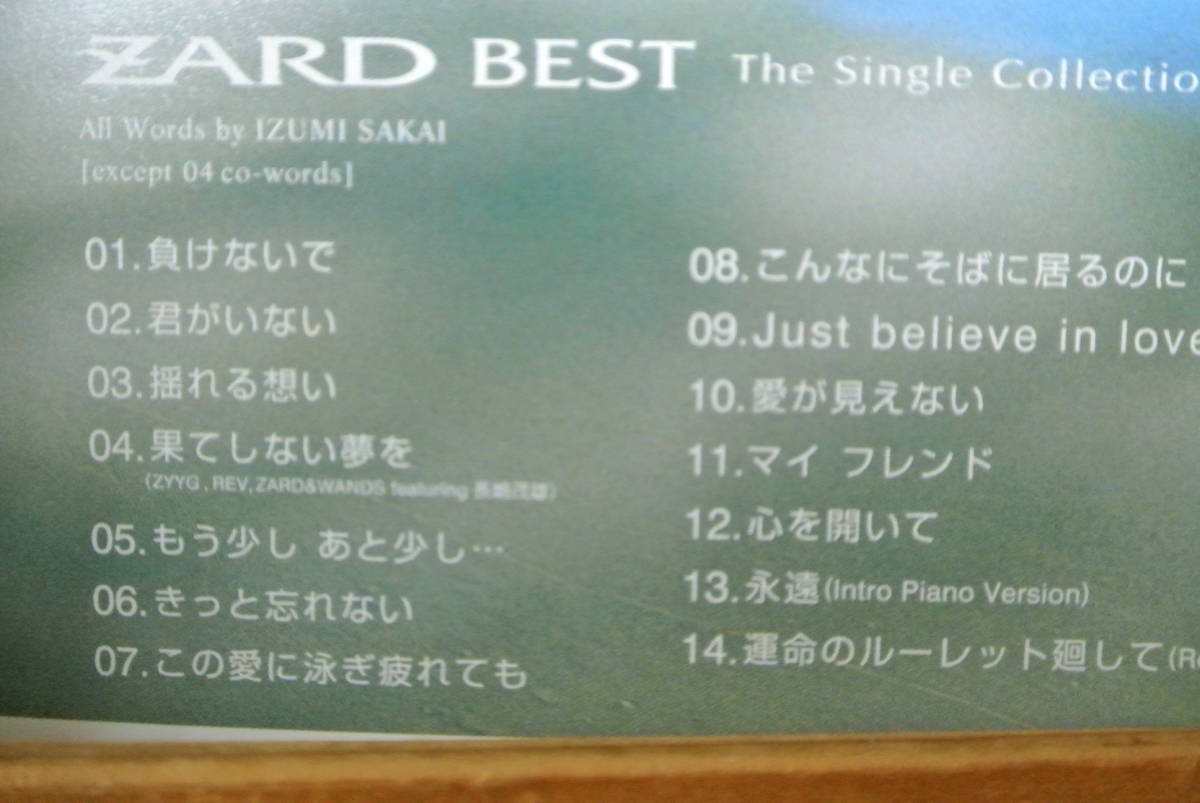 ZARD BEST The Single Collectio
All Words by IZUMI SAKAI
[except 04 co-words]
01.負けないで
02.君がいない
03.揺れる想い
04.果てしない夢を
(ZYYG, REV, ZARD&WANDS featuring 長嶋茂雄)
05.もう少し あと少し…
06.きっと忘れない
07.この愛に泳ぎ疲れても
08.こんなにそばに居るのに
09.Just believe in love
10.愛が見えない
11.マイ フレンド
12.心を開いて
13.永遠(Intro Piano Version)
14.運命のルーレット廻して(Re